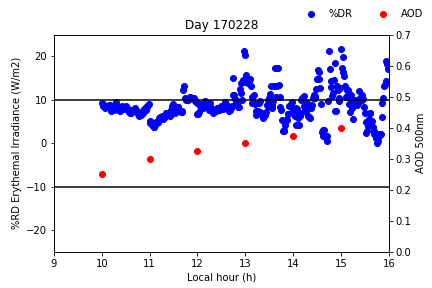 %DR AOD
Day 170228
%RD Erythemal Irradiance (W/m2)
20
10
0
−10
−20
0.7
0.6
0.5
0.4
0.3
0.2
0.1
0.0
AOD 500nm
9 10 11 12 13 14 15 16
Local hour (h)